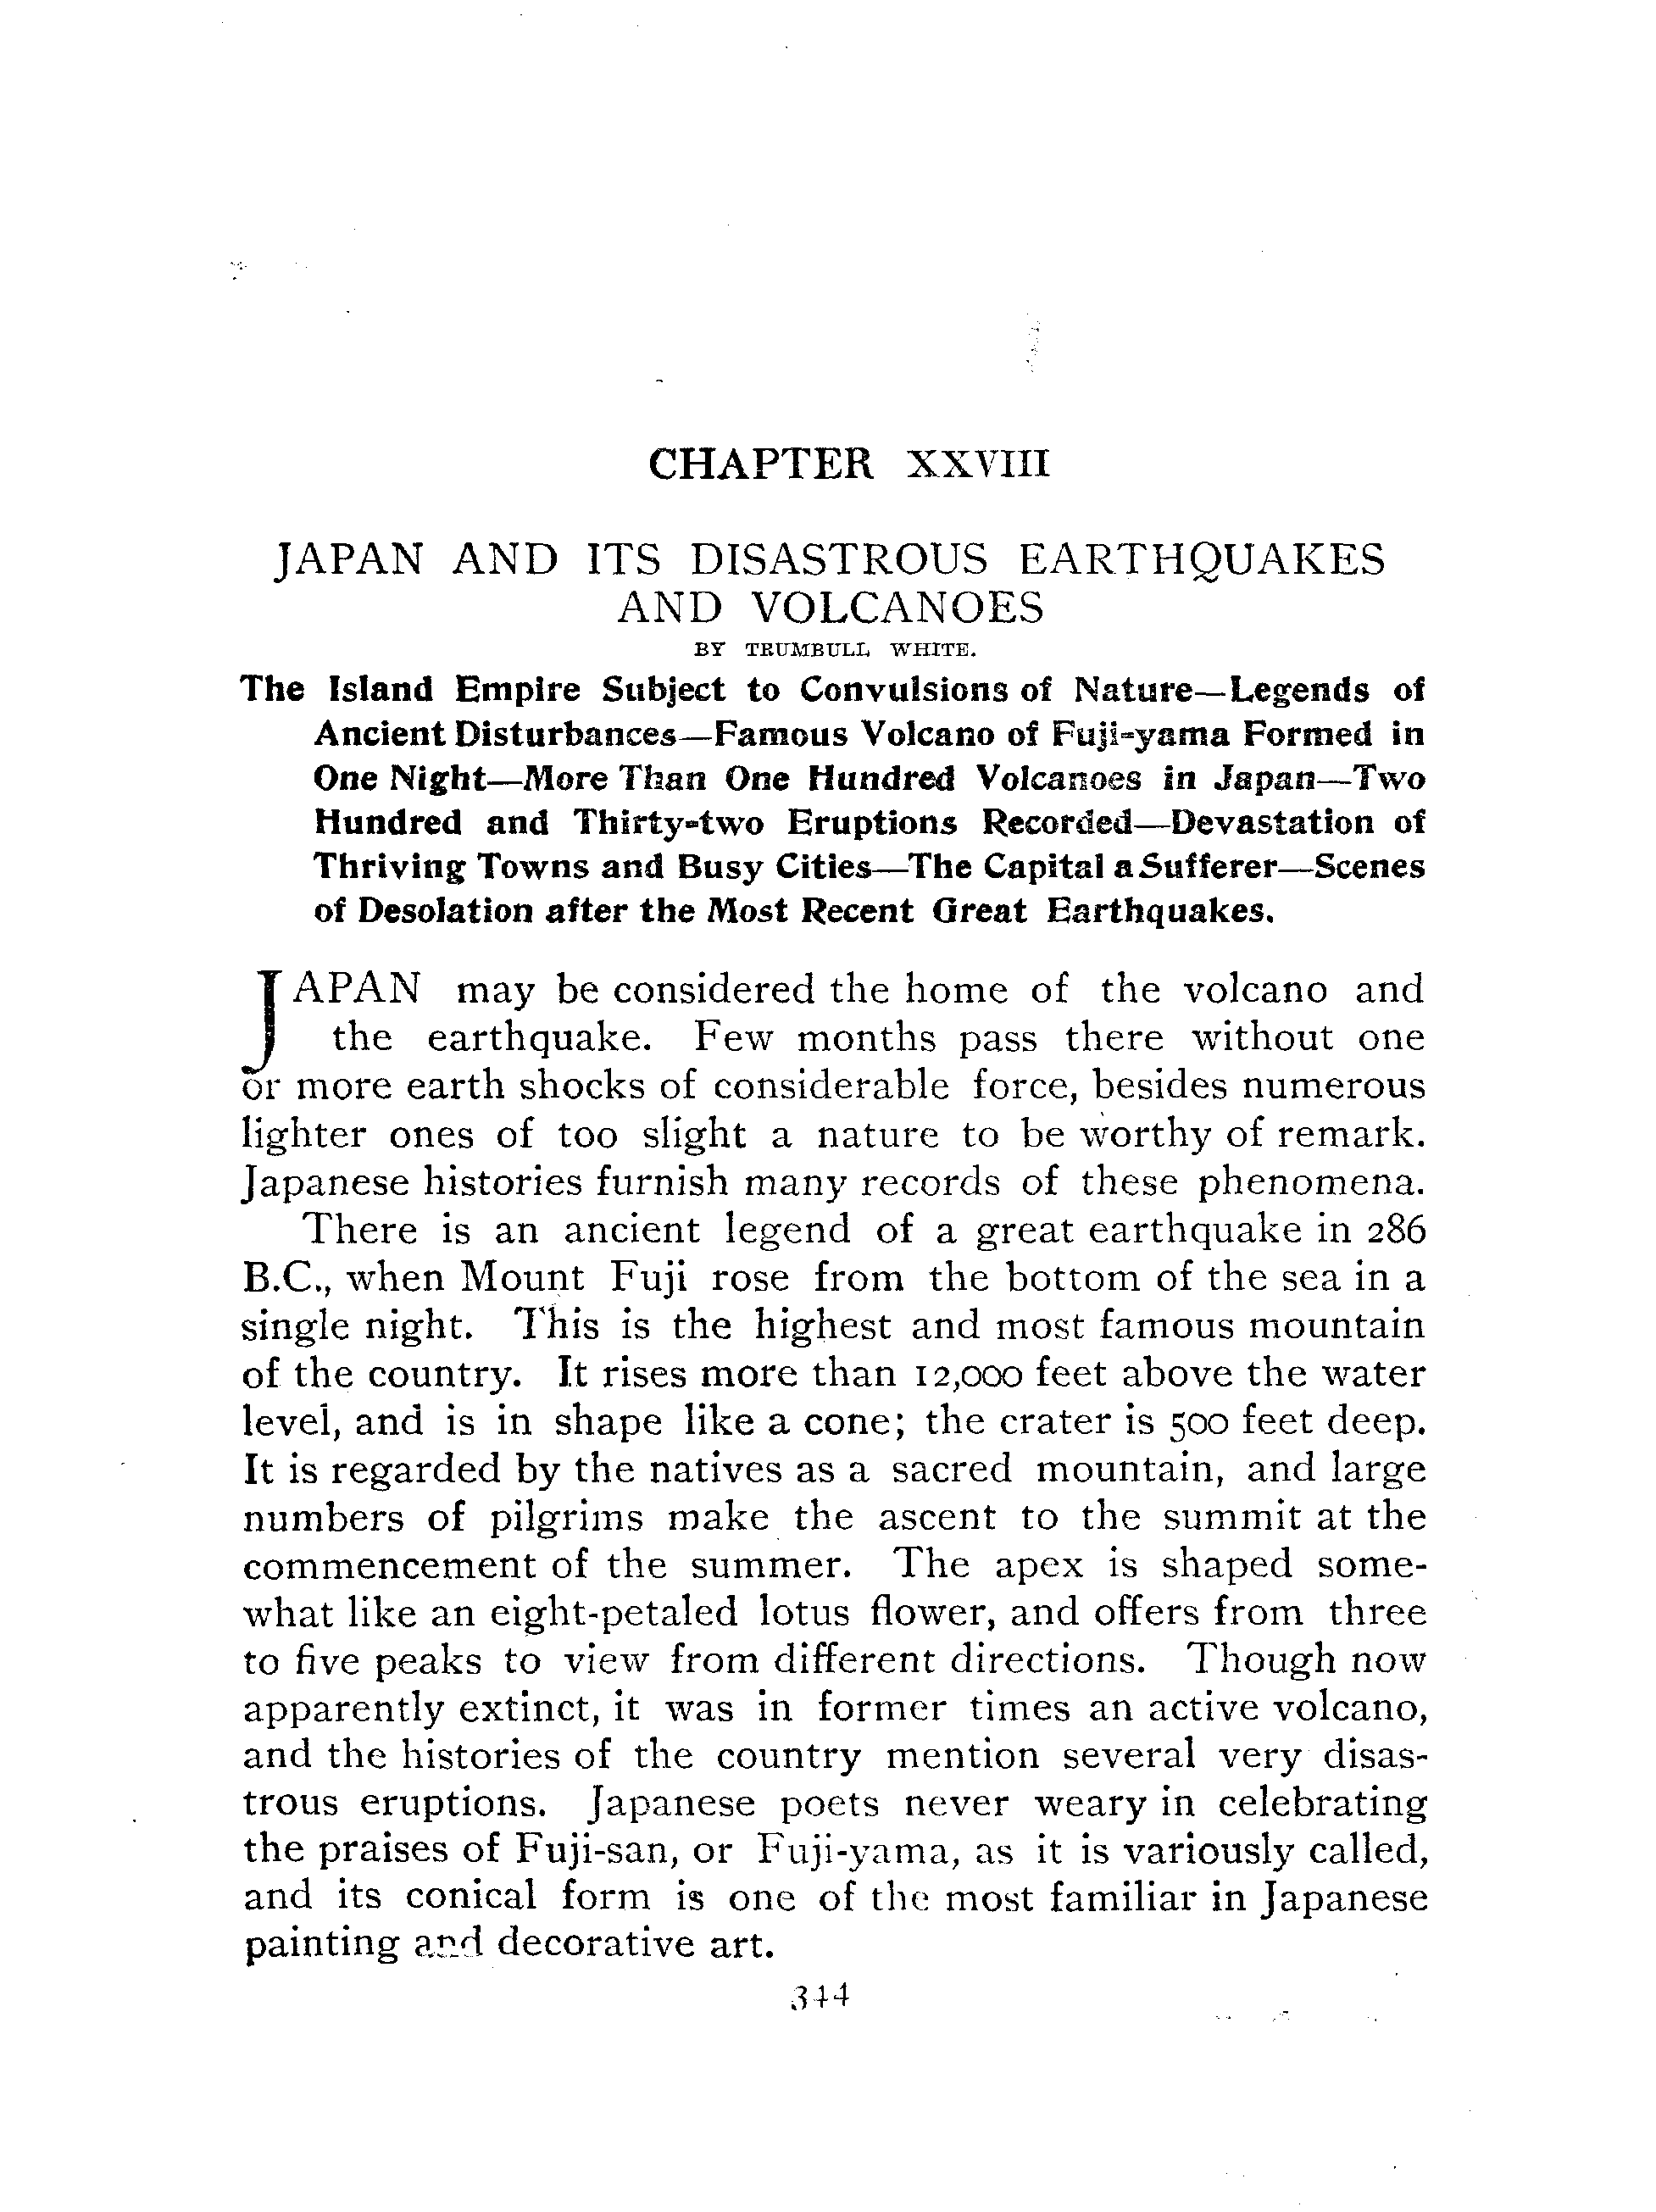 CHAPTER XXVIII
JAPAN AND ITS DISASTROUS EARTHQUAKES
AND VOLCANOES
BY TRUMBULL WHITE.
The Island Empire Subject to Convulsions of Nature—Legends of
Ancient Disturbances—Famous Volcano of Fuji-yama Formed in
One Night—More Than One Hundred Volcanoes in Japan—Two
Hundred and Thirty-two Eruptions Recorded—Devastation of
Thriving Towns and Busy Cities—The Capital a Sufferer—Scenes
of Desolation after the Most Recent Great Earthquakes.
JAPAN may be considered the home of the volcano and
the earthquake. Few months pass there without one
or more earth shocks of considerable force, besides numerous
lighter ones of too slight a nature to be worthy of remark.
Japanese histories furnish many records of these phenomena.
There is an ancient legend of a great earthquake in 286
B.C., when Mount Fuji rose from the bottom of the sea in a
single night. This is the highest and most famous mountain
of the country. It rises more than 12,000 feet above the water
level, and is in shape like a cone; the crater is 500 feet deep.
It is regarded by the natives as a sacred mountain, and large
numbers of pilgrims make the ascent to the summit at the
commencement of the summer. The apex is shaped some-
what like an eight-petaled lotus flower, and offers from three
to five peaks to view from different directions. Though now
apparently extinct, it was in former times an active volcano,
and the histories of the country mention several very disas-
trous eruptions. Japanese poets never weary in celebrating
the praises of Fuji-san, or Fuji-yama, as it is variously called,
and its conical form is one of the most familiar in Japanese
painting and decorative art.
344